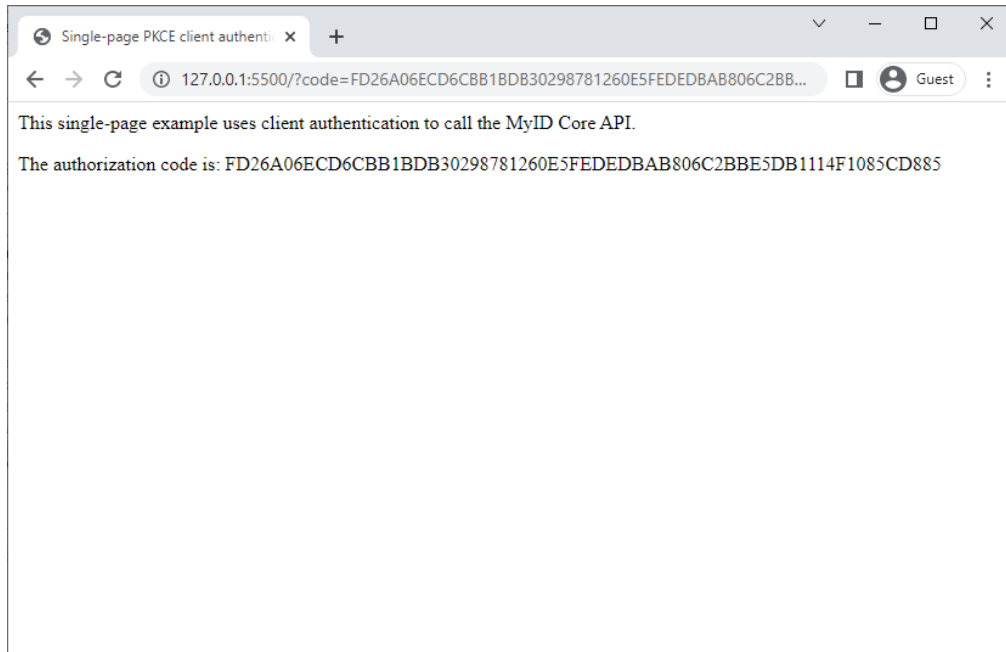 Single-page PKCE client authentic
127.0.0.1:5500/?code=FD26A06ECD6CBB1BDB30298781260E5FEDEDBAB806C2BB...
Guest
This single-page example uses client authentication to call the MyID Core API.
The authorization code is: FD26A06ECD6CBB1BDB30298781260E5FEDEDBAB806C2BBE5DB1114F1085CD885